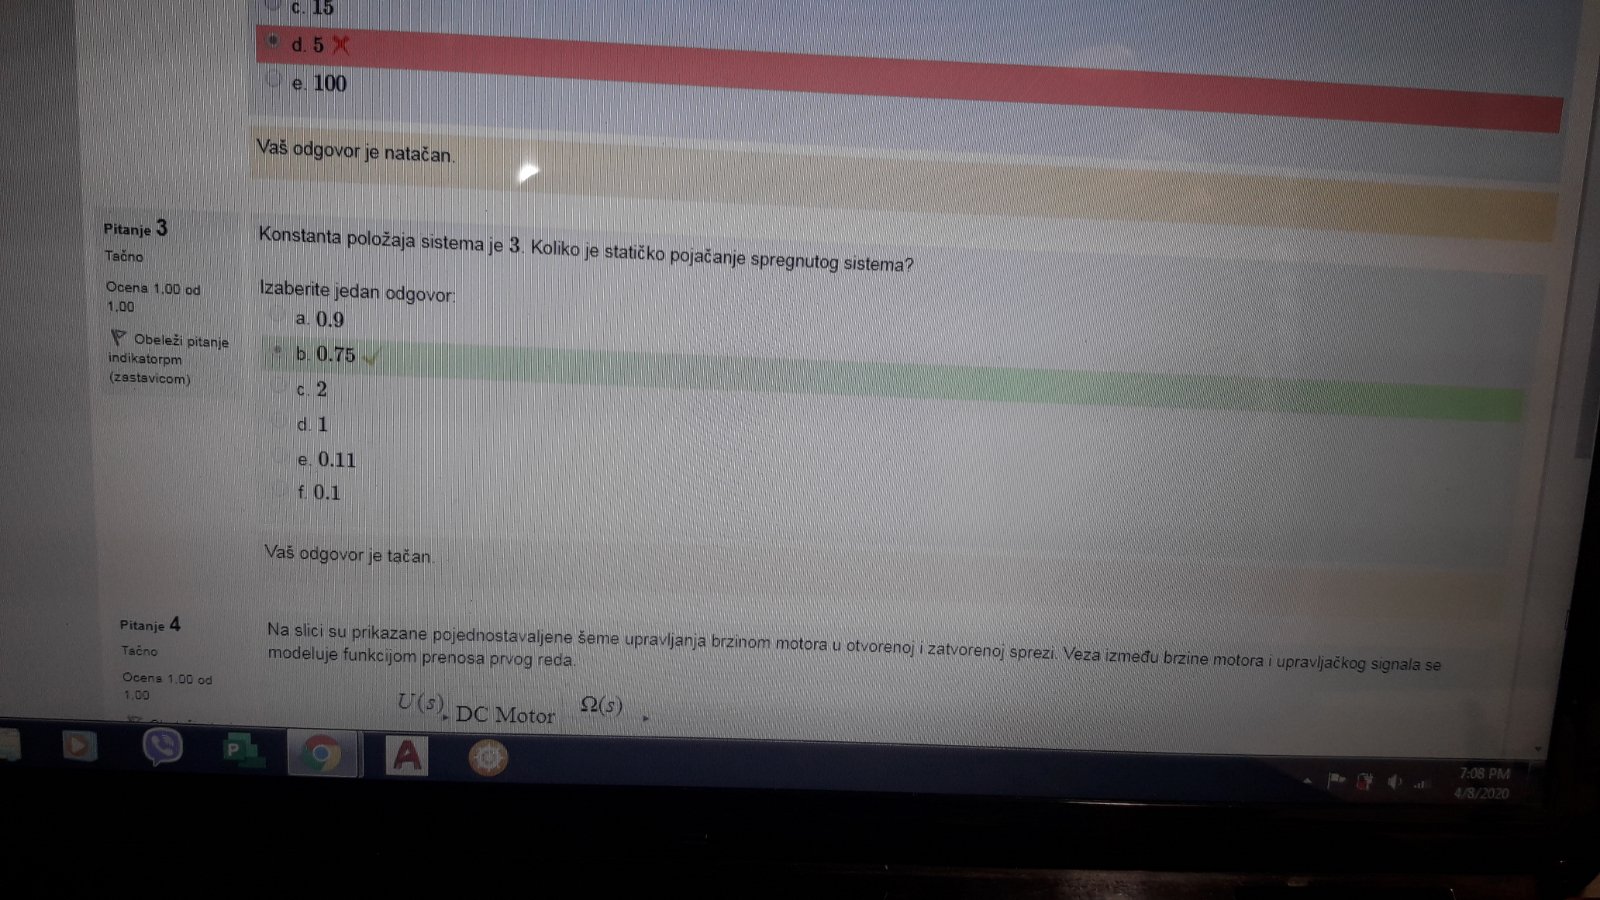 c. 15
d. 5
e. 100
Vaš odgovor je natačan.
Pitanje 3
Tačno
Ocena 1.00 od
1.00
Obeleži pitanje
indikatorpm
(zastavicom)
Konstanta položaja sistema je 3. Koliko je statičko pojačanje spregnutog sistema?
Izaberite jedan odgovor:
a. 0.9
b. 0.75
c. 2
d. 1
e. 0.11
f. 0.1
Vaš odgovor je tačan.
Pitanje 4
Tačno
Ocena 1.00 od
1.00
Na slici su prikazane pojednostavaljene šeme upravljanja brzinom motora u otvorenoj i zatvorenoj sprezi. Veza između brzine motora i upravljačkog signala se
modeluje funkcijom prenosa prvog reda.
U(s) DC Motor Ω(s)
P
A
7:08 PM
4/8/2020